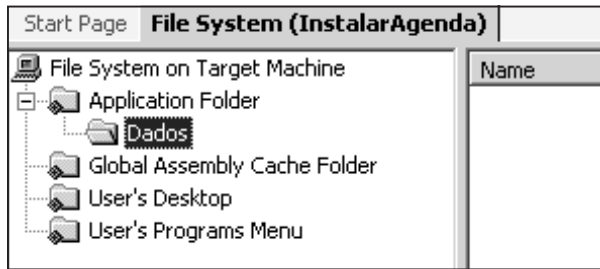 Start Page File System (InstalarAgenda)
File System on Target Machine
Name
Application Folder
Dados
Global Assembly Cache Folder
User's Desktop
User's Programs Menu